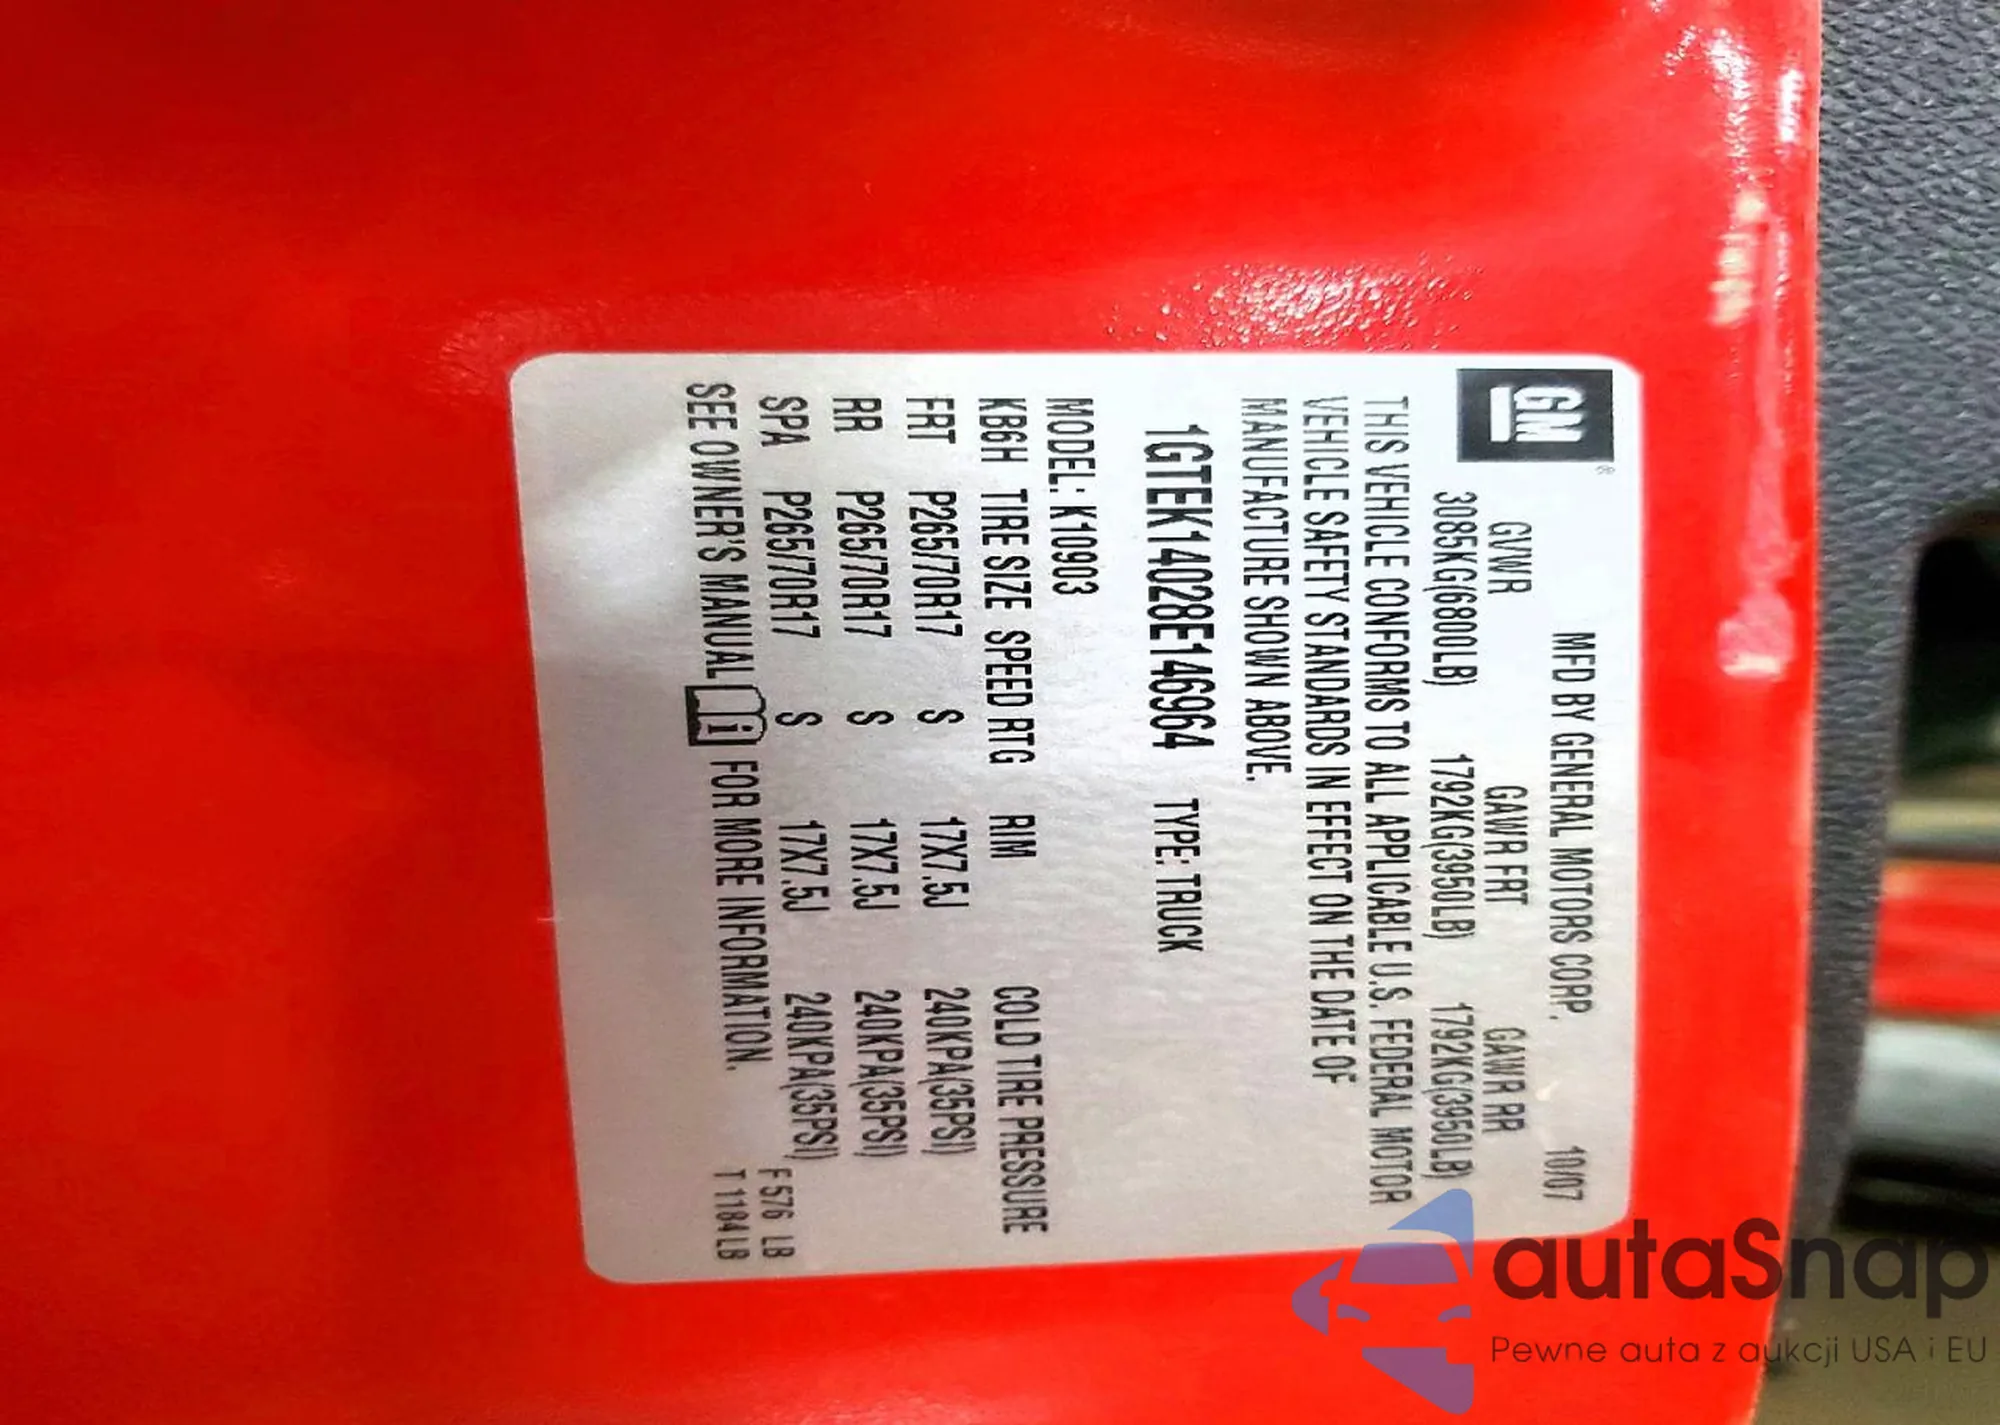 GM®
MFD BY GENERAL MOTORS CORP. 10/07
GVWR GAWR FRT GAWR RR
3085KG(6800LB) 1792KG(3950LB) 1792KG(3950LB)
THIS VEHICLE CONFORMS TO ALL APPLICABLE U.S. FEDERAL MOTOR
VEHICLE SAFETY STANDARDS IN EFFECT ON THE DATE OF
MANUFACTURE SHOWN ABOVE.
1GTEK14028E146964 TYPE: TRUCK
MODEL: K10903
KB6H TIRE SIZE SPEED RTG RIM COLD TIRE PRESSURE
FRT P265/70R17 S 17X7.5J 240KPA(35PSI)
RR P265/70R17 S 17X7.5J 240KPA(35PSI)
SPA P265/70R17 S 17X7.5J 240KPA(35PSI)
SEE OWNER'S MANUAL i FOR MORE INFORMATION.
F 576 LB
T 1184LB
autaSnap
Pewne auta z aukcji USA i EU